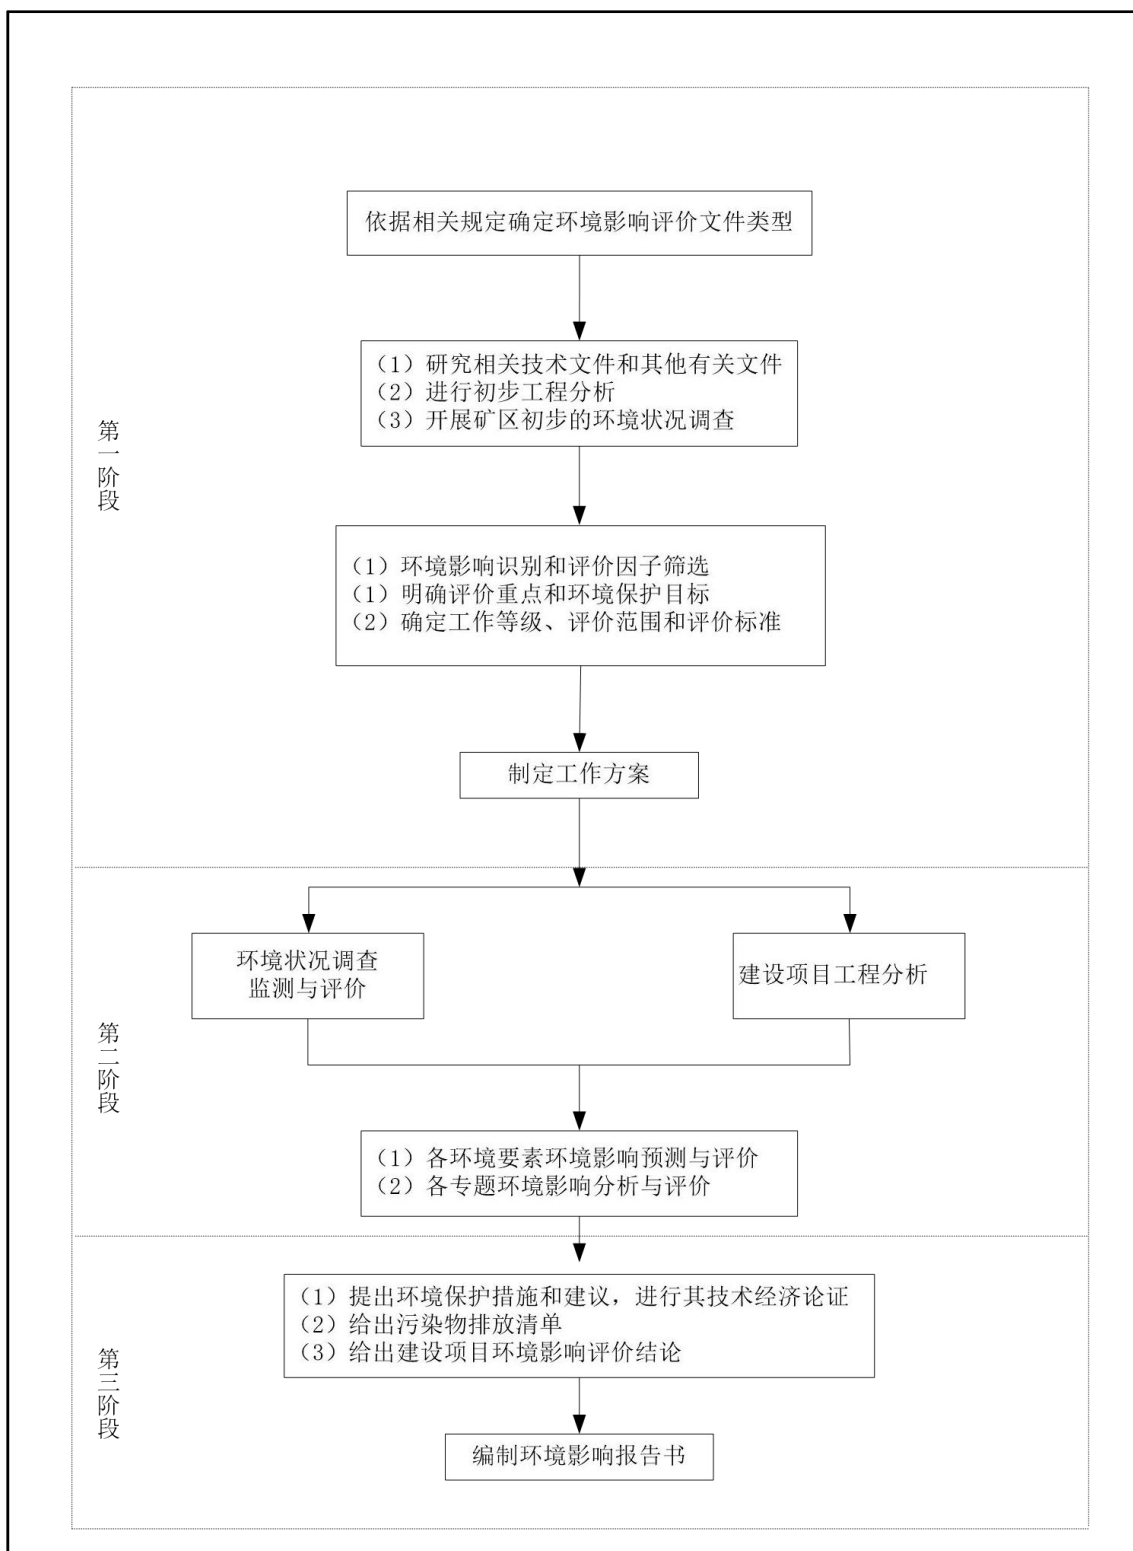 依据相关规定确定环境影响评价文件类型
（1）研究相关技术文件和其他有关文件
（2）进行初步工程分析
（3）开展矿区初步的环境状况调查
第一阶段
（1）环境影响识别和评价因子筛选
（1）明确评价重点和环境保护目标
（2）确定工作等级、评价范围和评价标准
制定工作方案
环境状况调查
监测与评价
建设项目工程分析
第二阶段
（1）各环境要素环境影响预测与评价
（2）各专题环境影响分析与评价
（1）提出环境保护措施和建议，进行其技术经济论证
（2）给出污染物排放清单
（3）给出建设项目环境影响评价结论
第三阶段
编制环境影响报告书